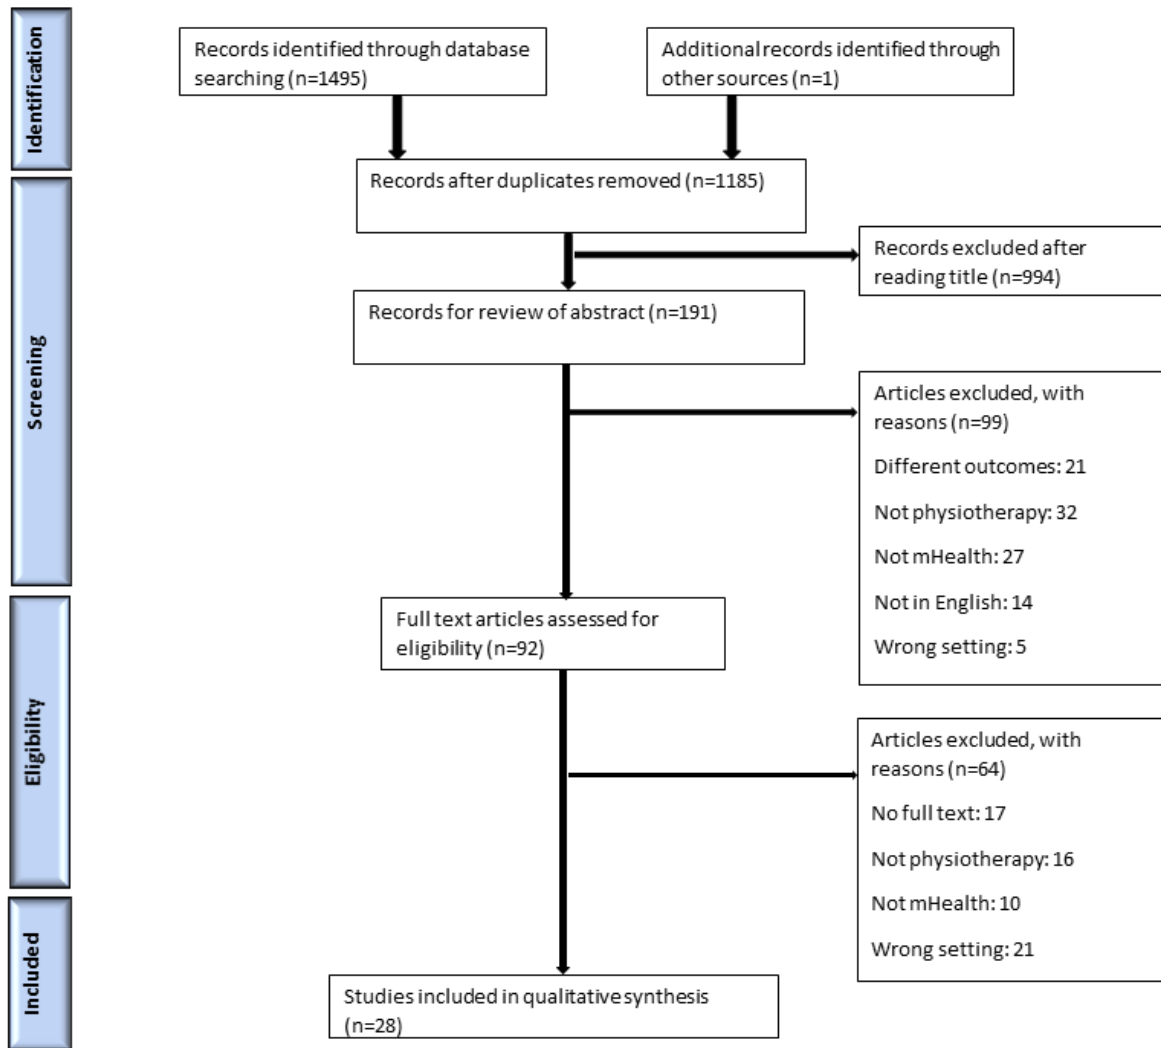 Identification
Records identified through database
searching (n=1495)
Additional records identified through
other sources (n=1)
Records after duplicates removed (n=1185)
Screening
Records excluded after
reading title (n=994)
Records for review of abstract (n=191)
Articles excluded, with
reasons (n=99)
Different outcomes: 21
Not physiotherapy: 32
Not mHealth: 27
Not in English: 14
Wrong setting: 5
Eligibility
Full text articles assessed for
eligibility (n=92)
Articles excluded, with
reasons (n=64)
No full text: 17
Not physiotherapy: 16
Not mHealth: 10
Wrong setting: 21
Included
Studies included in qualitative synthesis
(n=28)